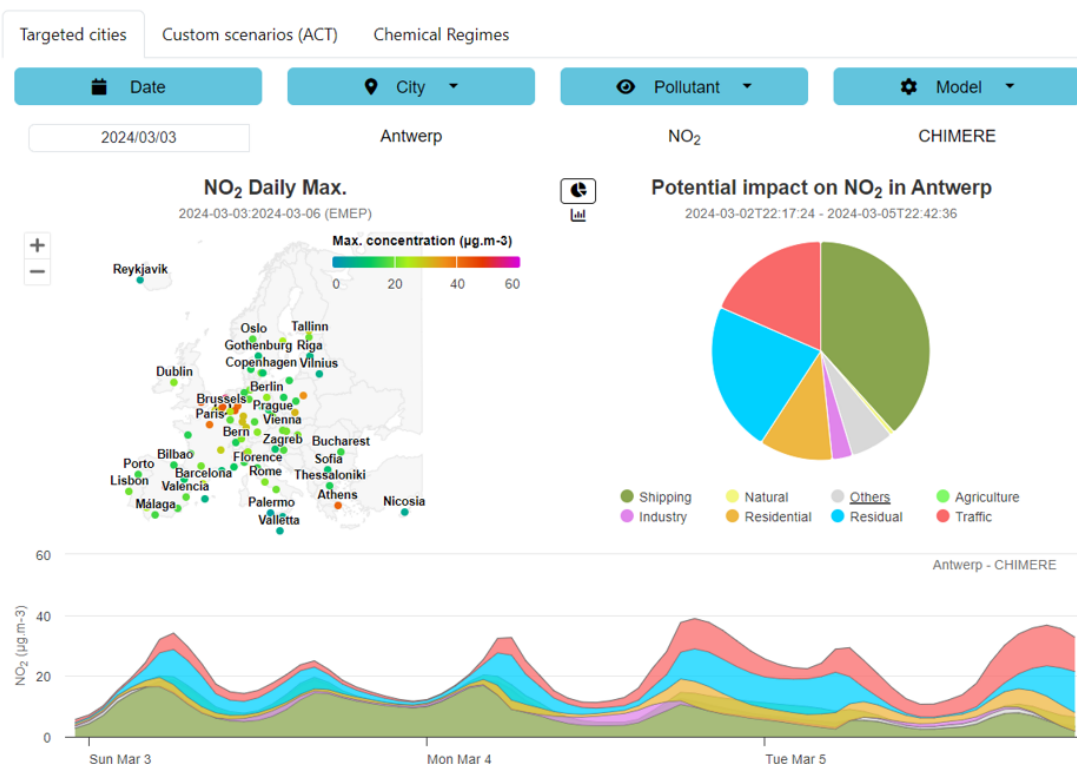 Targeted cities Custom scenarios (ACT) Chemical Regimes
Date City Pollutant Model
2024/03/03 Antwerp NO₂ CHIMERE
NO₂ Daily Max.
2024-03-03:2024-03-06 (EMEP)
Max. concentration (µg.m-3)
0 20 40 60
+
−
Reykjavik
Oslo Tallinn
Gothenburg Riga
Copenhagen Vilnius
Dublin
Berlin
Brussels Prague
Paris
Vienna
Bern Zagreb Bucharest
Bilbao Florence Sofia
Porto Barcelona Rome Thessaloniki
Lisbon Valencia
Málaga Palermo Athens Nicosia
Valletta
Potential impact on NO₂ in Antwerp
2024-03-02T22:17:24 - 2024-03-05T22:42:36
Shipping Natural Others Agriculture
Industry Residential Residual Traffic
Antwerp - CHIMERE
NO₂ (µg.m-3)
60
40
20
0
Sun Mar 3 Mon Mar 4 Tue Mar 5